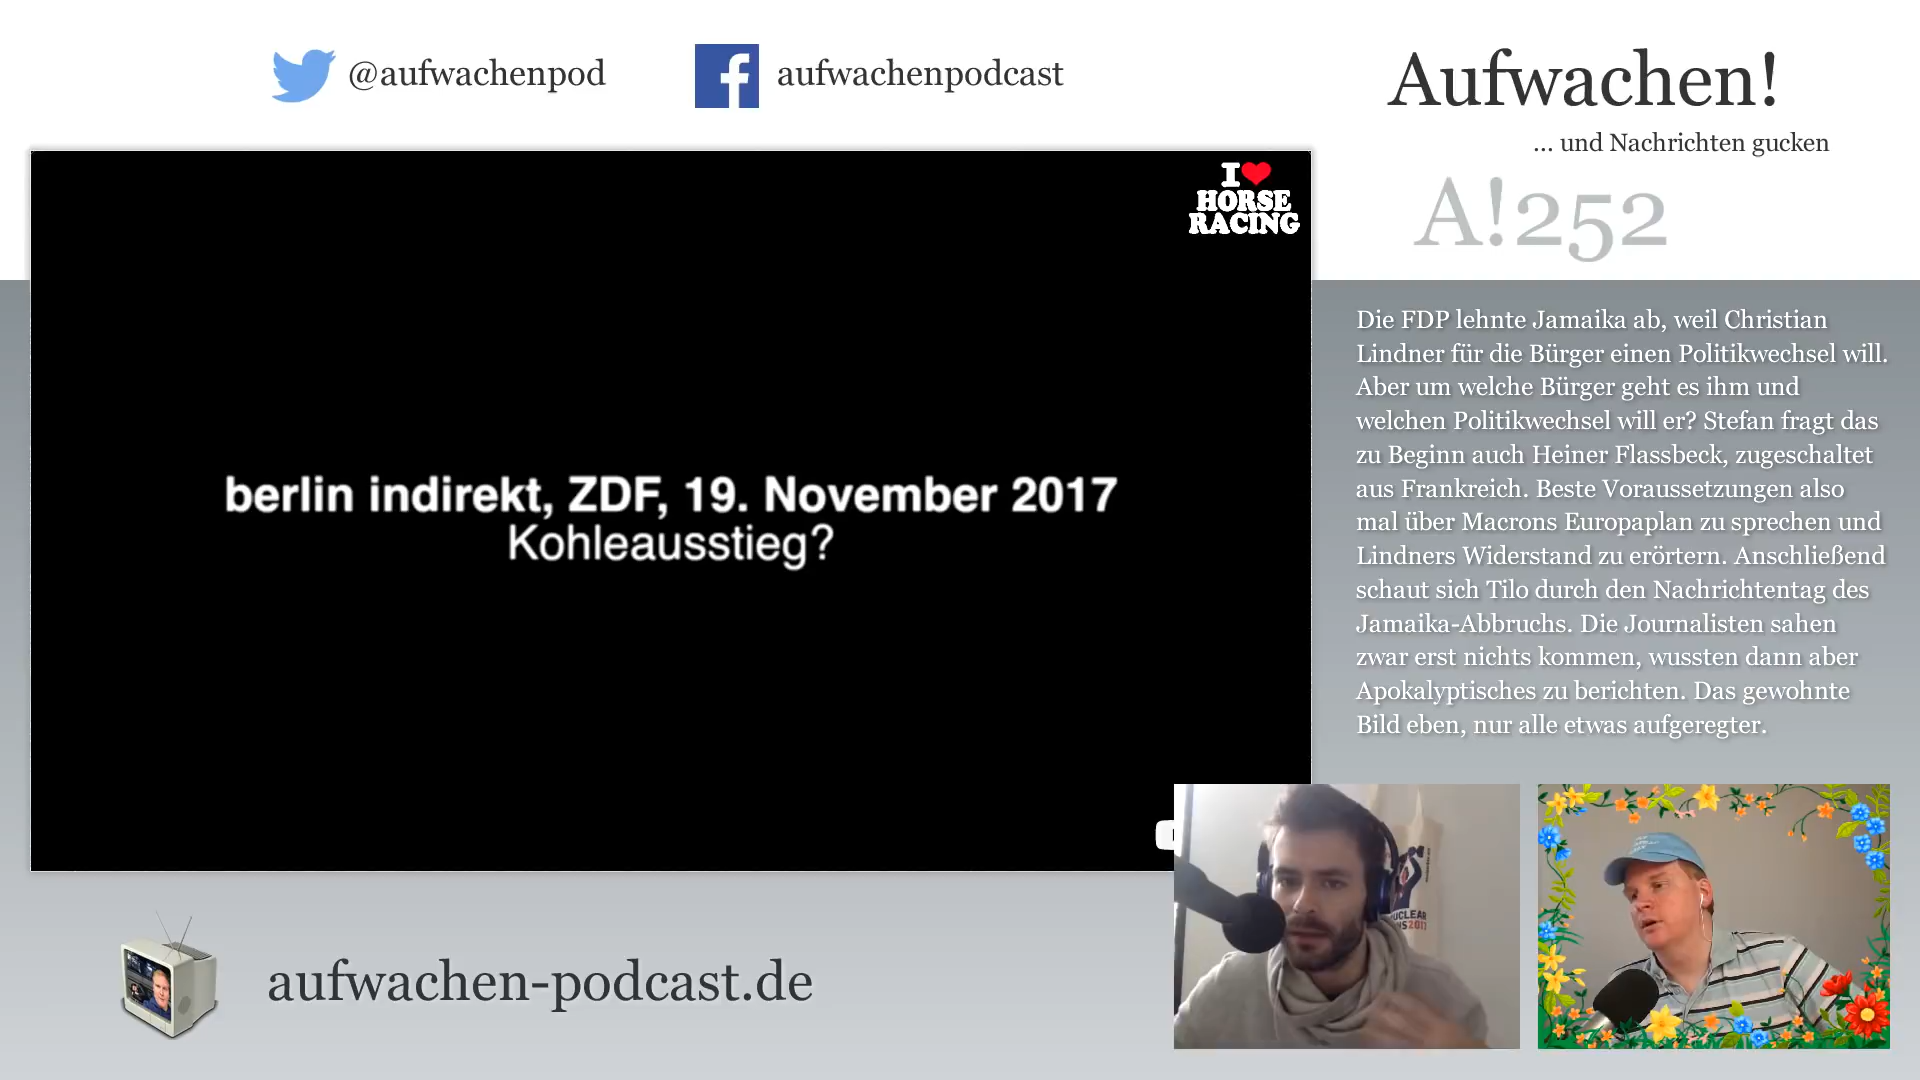 @aufwachenpod
aufwachenpodcast
Aufwachen!
... und Nachrichten gucken
A!252
I
HORSE
RACING
berlin indirekt, ZDF, 19. November 2017
Kohleausstieg?
Die FDP lehnte Jamaika ab, weil Christian
Lindner für die Bürger einen Politikwechsel will.
Aber um welche Bürger geht es ihm und
welchen Politikwechsel will er? Stefan fragt das
zu Beginn auch Heiner Flassbeck, zugeschaltet
aus Frankreich. Beste Voraussetzungen also
mal über Macrons Europaplan zu sprechen und
Lindners Widerstand zu erörtern. Anschließend
schaut sich Tilo durch den Nachrichtentag des
Jamaika-Abbruchs. Die Journalisten sahen
zwar erst nichts kommen, wussten dann aber
Apokalyptisches zu berichten. Das gewohnte
Bild eben, nur alle etwas aufgeregter.
aufwachen-podcast.de